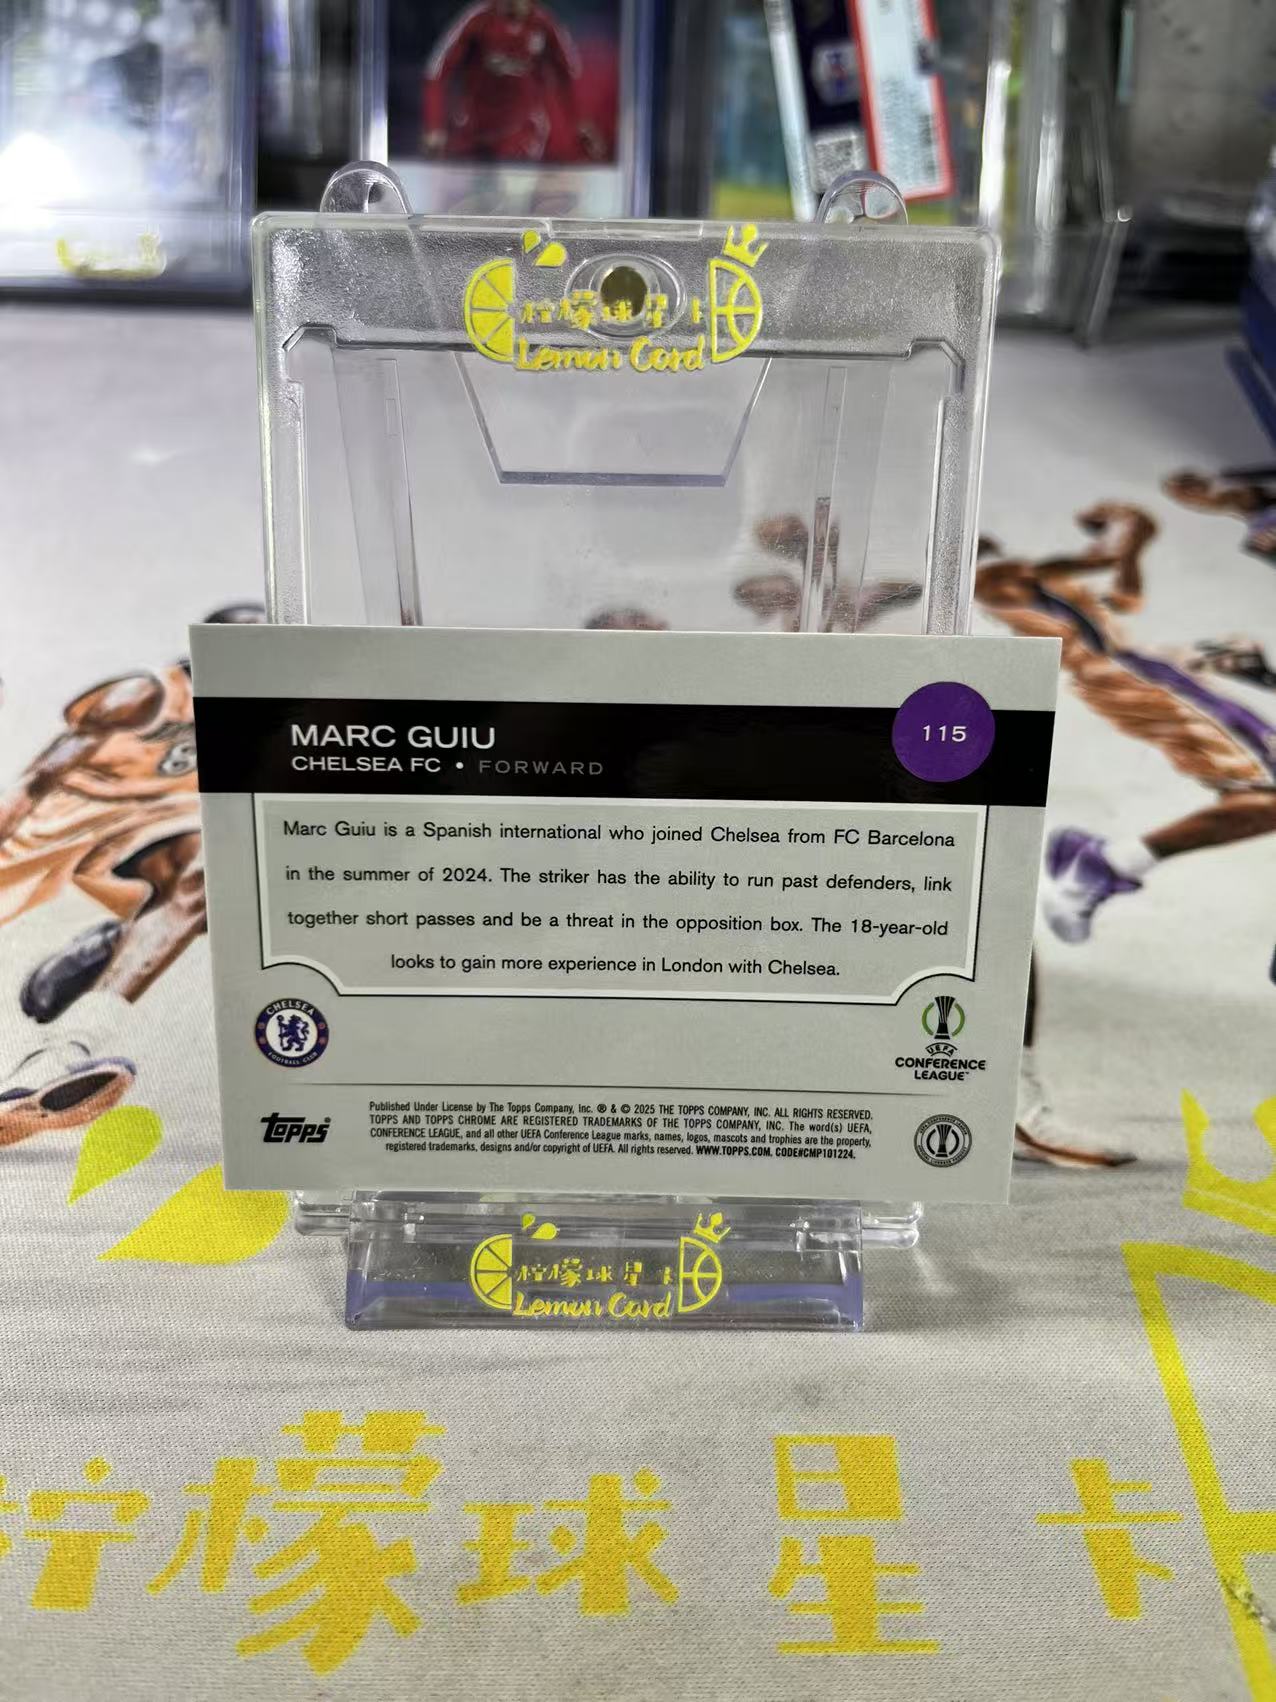 柠檬球星卡
Lemon Card
MARC GUIU
CHELSEA FC • FORWARD
115
Marc Guiu is a Spanish international who joined Chelsea from FC Barcelona
in the summer of 2024. The striker has the ability to run past defenders, link
together short passes and be a threat in the opposition box. The 18-year-old
looks to gain more experience in London with Chelsea.
CHELSEA
FOOTBALL CLUB
UEFA
CONFERENCE
LEAGUE™
topps®
Published Under License by The Topps Company, Inc. ® & © 2025 THE TOPPS COMPANY, INC. ALL RIGHTS RESERVED.
TOPPS AND TOPPS CHROME ARE REGISTERED TRADEMARKS OF THE TOPPS COMPANY, INC. The word(s) UEFA,
CONFERENCE LEAGUE, and all other UEFA Conference League marks, names, logos, mascots and trophies are the property,
registered trademarks, designs and/or copyright of UEFA. All rights reserved. WWW.TOPPS.COM. CODE#CMP101224.
柠檬球星卡
Lemon Card
柠檬球星卡